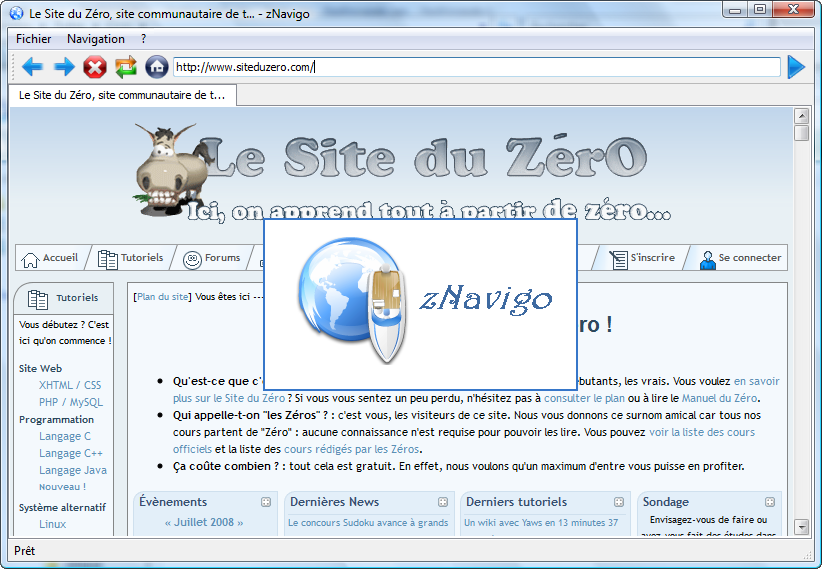 Le Site du Zéro, site communautaire de t... - zNavigo
Fichier Navigation ?
http://www.siteduzero.com/
Le Site du Zéro, site communautaire de t...
Le Site du ZérO
Ici, on apprend tout à partir de zéro...
Accueil Tutoriels Forums S'inscrire Se connecter
Tutoriels
Vous débutez ? C'est
ici qu'on commence !
Site Web
XHTML / CSS
PHP / MySQL
Programmation
Langage C
Langage C++
Langage Java
Nouveau !
Système alternatif
Linux
[Plan du site] Vous êtes ici ---
zNavigo
ro !
Qu'est-ce que c' butants, les vrais. Vous voulez en savoir
plus sur le Site du Zéro ? Si vous vous sentez un peu perdu, n'hésitez pas à consulter le plan ou à lire le Manuel du Zéro.
Qui appelle-t-on "les Zéros" ? : c'est vous, les visiteurs de ce site. Nous vous donnons ce surnom amical car tous nos
cours partent de "Zéro" : aucune connaissance n'est requise pour pouvoir les lire. Vous pouvez voir la liste des cours
officiels et la liste des cours rédigés par les Zéros.
Ça coûte combien ? : tout cela est gratuit. En effet, nous voulons qu'un maximum d'entre vous puisse en profiter.
Évènements
« Juillet 2008 »
Dernières News
Le concours Sudoku avance à grands
Derniers tutoriels
Un wiki avec Yaws en 13 minutes 37
Sondage
Envisagez-vous de faire ou
avez-vous fait des études dans
Prêt